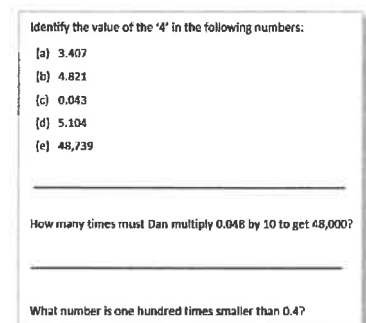 Identify the value of the '4' in the following numbers:
(a) 3.407
(b) 4.821
(c) 0.043
(d) 5.104
(e) 48,739
How many times must Dan multiply 0.048 by 10 to get 48,000?
What number is one hundred times smaller than 0.4?